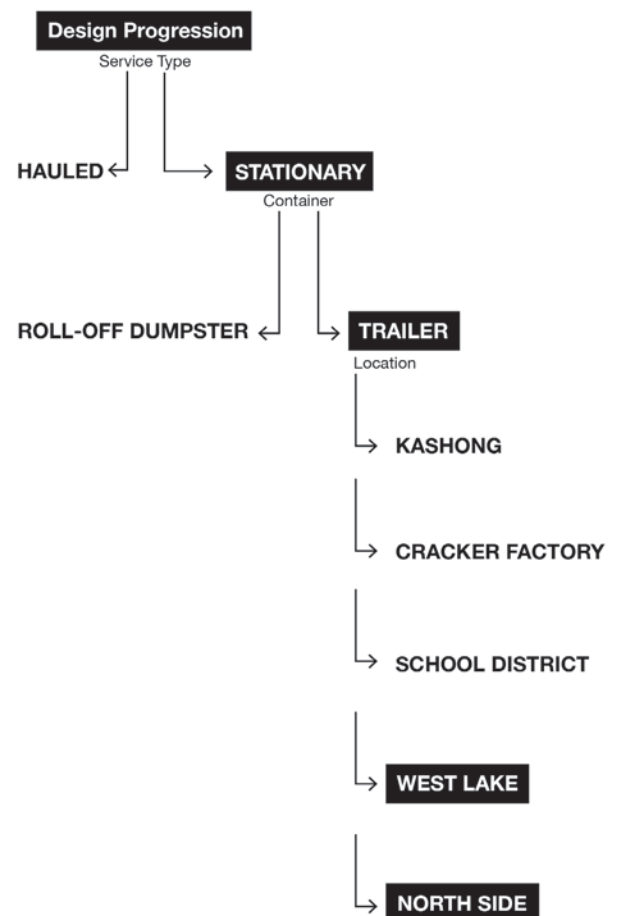 Design Progression
Service Type
HAULED
STATIONARY
Container
ROLL-OFF DUMPSTER
TRAILER
Location
KASHONG
CRACKER FACTORY
SCHOOL DISTRICT
WEST LAKE
NORTH SIDE